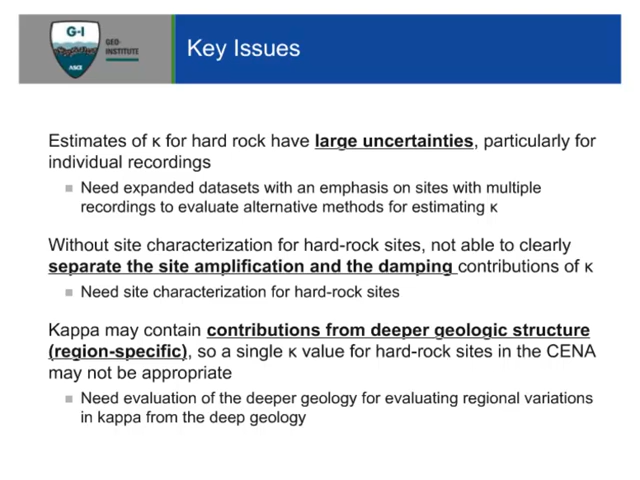 G-I
ASCE
GEO-
INSTITUTE
Key Issues
Estimates of κ for hard rock have large uncertainties, particularly for
individual recordings
Need expanded datasets with an emphasis on sites with multiple
recordings to evaluate alternative methods for estimating κ
Without site characterization for hard-rock sites, not able to clearly
separate the site amplification and the damping contributions of κ
Need site characterization for hard-rock sites
Kappa may contain contributions from deeper geologic structure
(region-specific), so a single κ value for hard-rock sites in the CENA
may not be appropriate
Need evaluation of the deeper geology for evaluating regional variations
in kappa from the deep geology